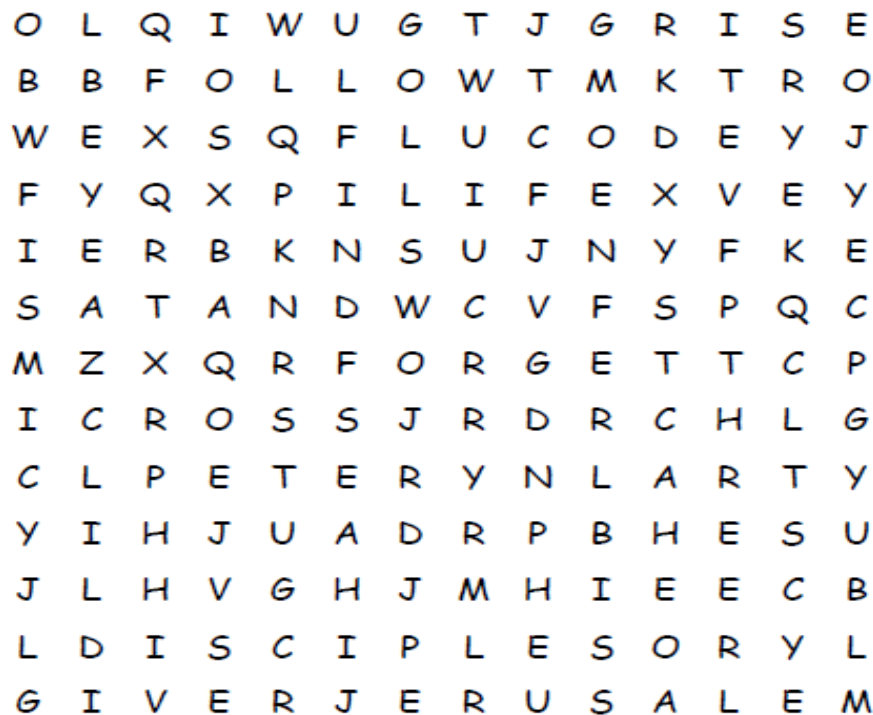 O L Q I W U G T J G R I S E
B B F O L L O W T M K T R O
W E X S Q F L U C O D E Y J
F Y Q X P I L I F E X V E Y
I E R B K N S U J N Y F K E
S A T A N D W C V F S P Q C
M Z X Q R F O R G E T T C P
I C R O S S J R D R C H L G
C L P E T E R Y N L A R T Y
Y I H J U A D R P B H E S U
J L H V G H J M H I E E C B
L D I S C I P L E S O R Y L
G I V E R J E R U S A L E M